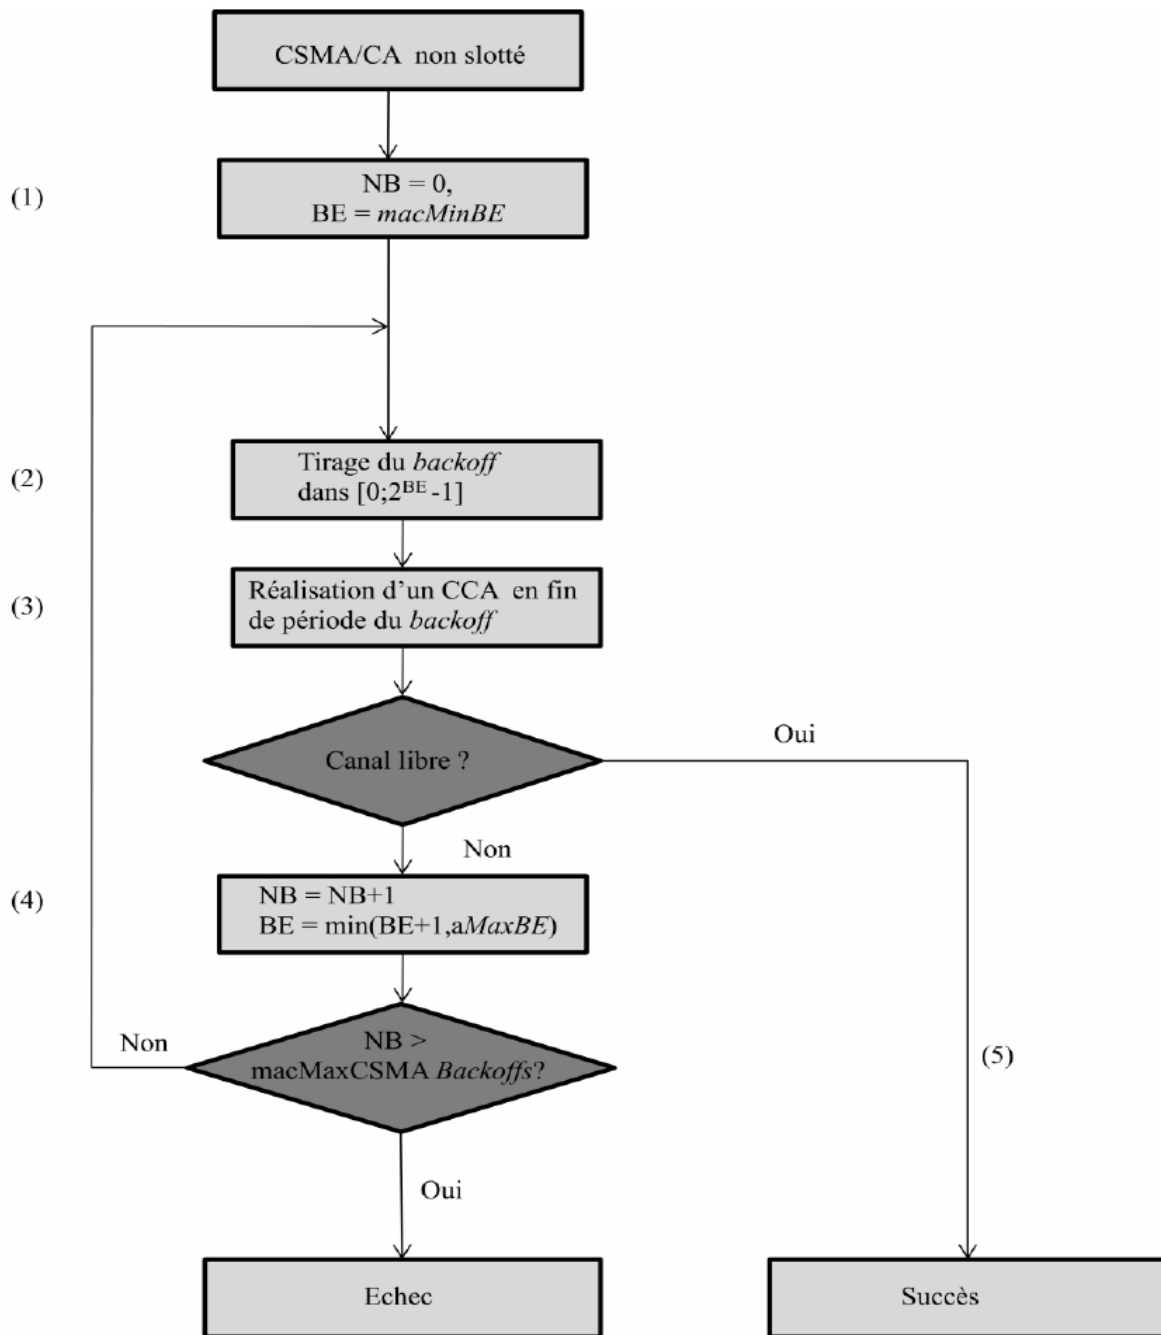 CSMA/CA non slotté
(1)
NB = 0,
BE = macMinBE
(2)
Tirage du backoff
dans [0;2^BE -1]
(3)
Réalisation d’un CCA en fin
de période du backoff
Canal libre ?
Oui
Non
(4)
NB = NB+1
BE = min(BE+1,aMaxBE)
Non
NB >
macMaxCSMA Backoffs?
(5)
Oui
Echec
Succès